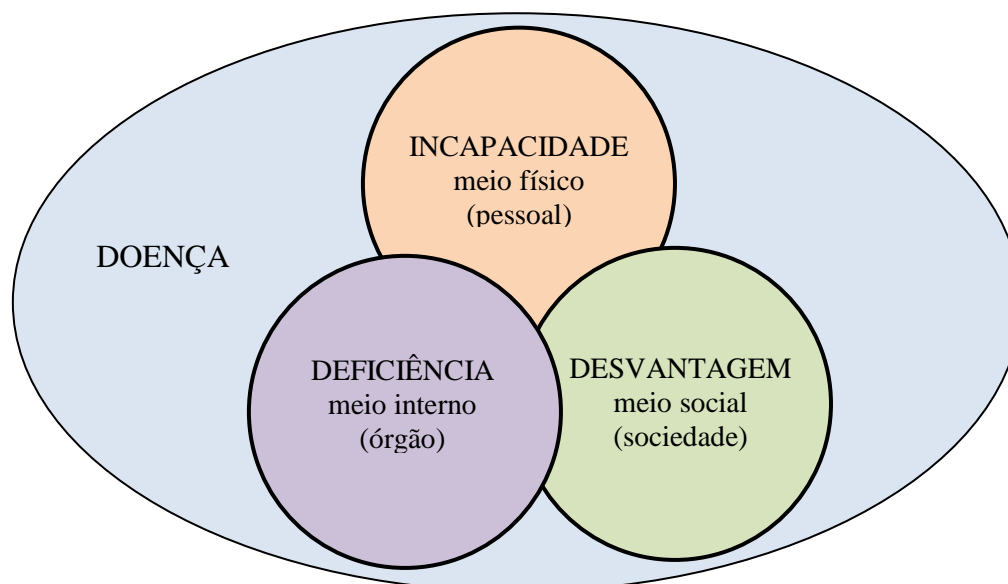 INCAPACIDADE
meio físico
(pessoal)
DOENÇA
DEFICIÊNCIA
meio interno
(órgão)
DESVANTAGEM
meio social
(sociedade)